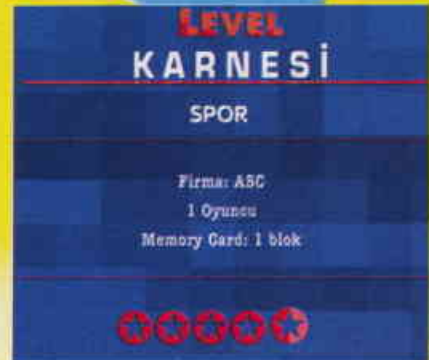 LEVEL
KARNESİ
SPOR
Firma: ASC
1 Oyuncu
Memory Card: 1 blok